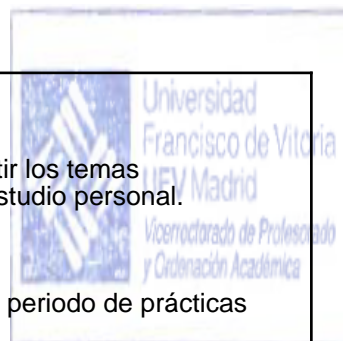 Universidad
Francisco de Vitoria
UFV Madrid
Vicerrectorado de Profesorado
y Ordenación Académica
tir los temas
studio personal.
periodo de prácticas